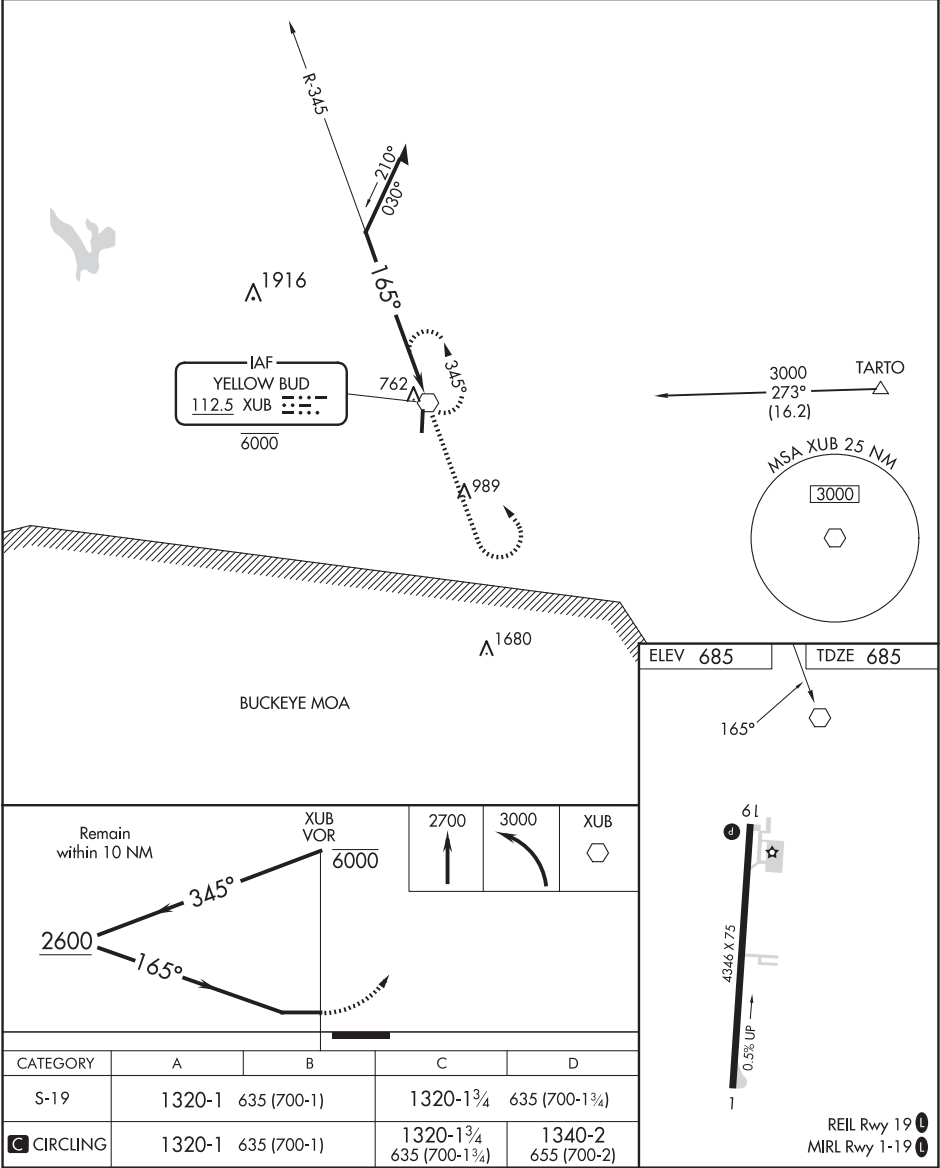 R-345
210°
030°
1916
165°
IAF
YELLOW BUD
112.5 XUB
6000
762
345°
3000
273°
(16.2)
TARTO
MSA XUB 25 NM
3000
989
1680
BUCKEYE MOA
ELEV 685
TDZE 685
165°
19
P
4346 X 75
0.5% UP
1
REIL Rwy 19 L
MIRL Rwy 1-19 L
Remain
within 10 NM
XUB
VOR
6000
345°
2600
165°
2700
3000
XUB
CATEGORY A B C D
S-19 1320-1 635 (700-1) 1320-1¾ 635 (700-1¾)
C CIRCLING 1320-1 635 (700-1) 1320-1¾ 635 (700-1¾) 1340-2 655 (700-2)